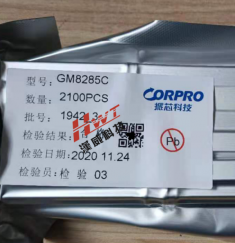 型号: GM8285C
数量: 2100PCS
批号: 1942 3
检验结果:
检验日期: 2020 11.24
检验员: 检 验 03
CORPRO
振芯科技
Pb
HWT